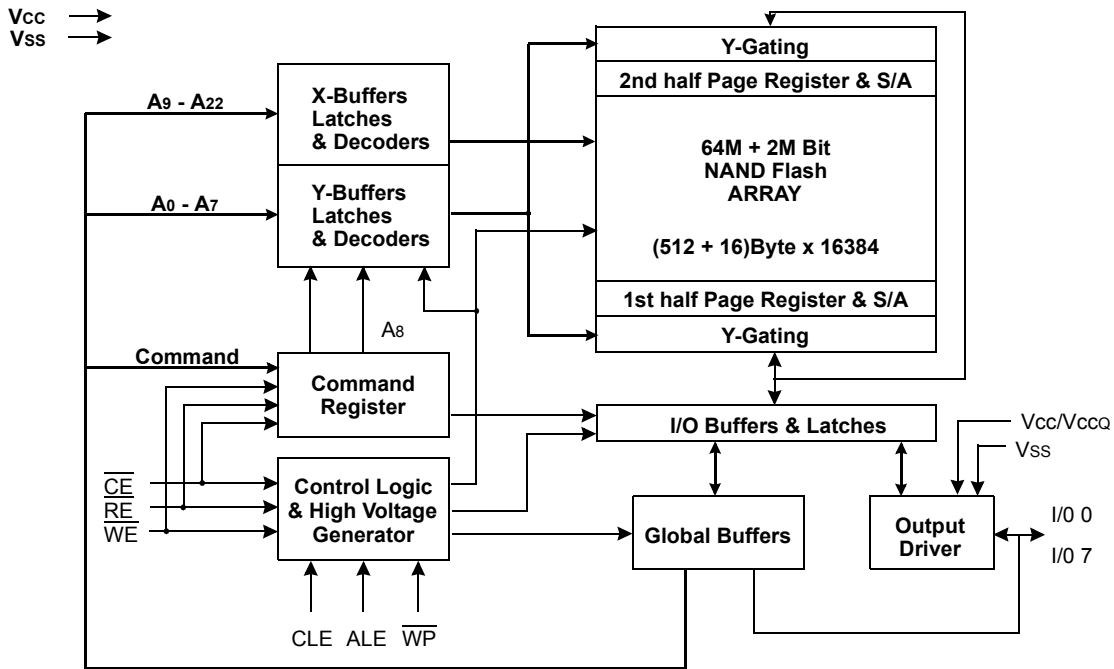 VCC
VSS
A9 - A22
X-Buffers
Latches
& Decoders
A0 - A7
Y-Buffers
Latches
& Decoders
Y-Gating
2nd half Page Register & S/A
64M + 2M Bit
NAND Flash
ARRAY
(512 + 16)Byte x 16384
1st half Page Register & S/A
Y-Gating
A8
Command
Command
Register
I/O Buffers & Latches
VCC/VCCQ
VSS
CE
RE
WE
Control Logic
& High Voltage
Generator
Global Buffers
Output
Driver
I/0 0
I/0 7
CLE
ALE
WP